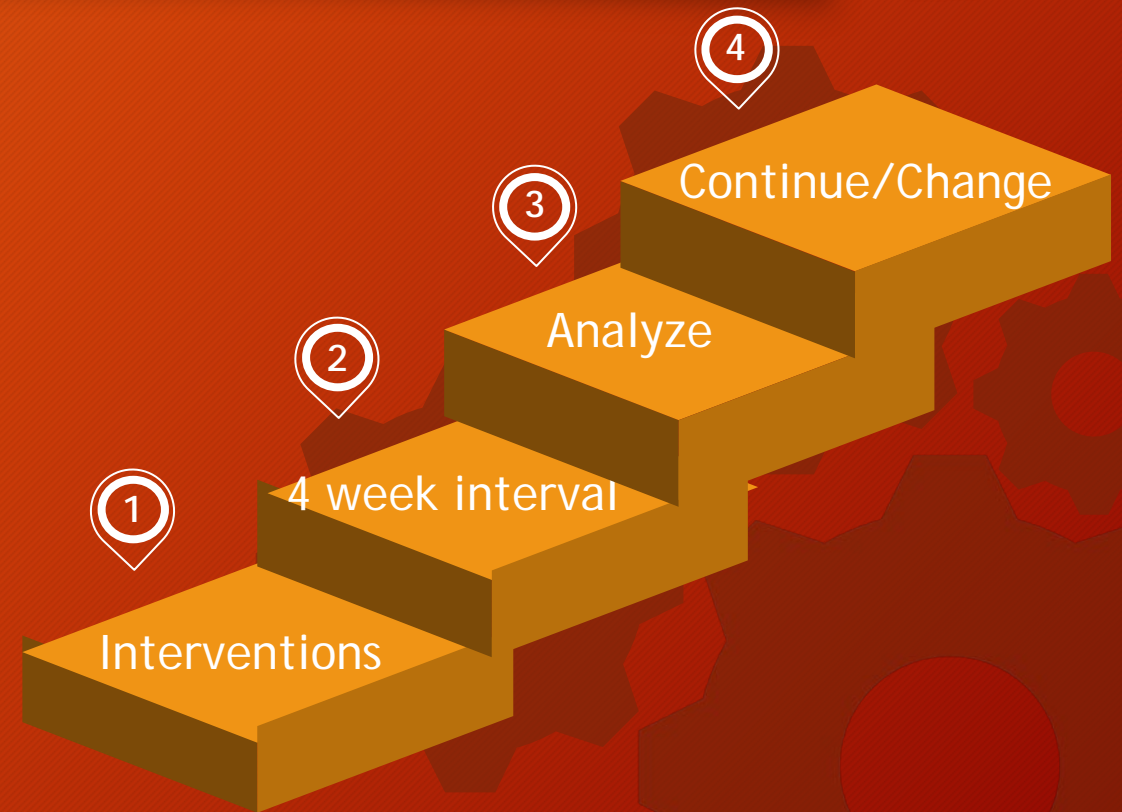 1
Interventions
2
4 week interval
3
Analyze
4
Continue/Change